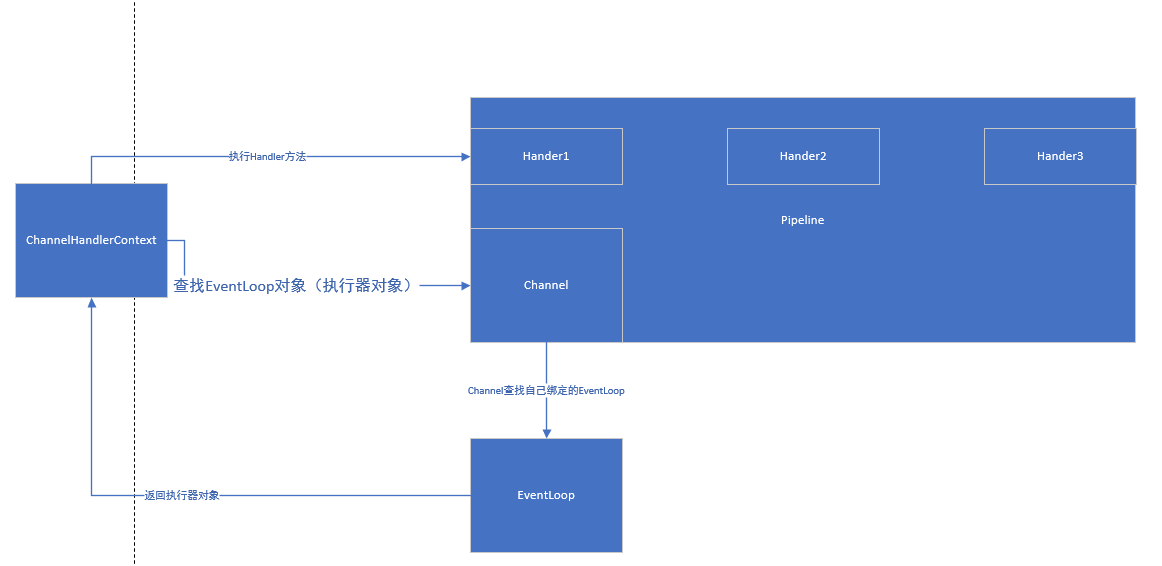 执行Handler方法
Hander1
Hander2
Hander3
Pipeline
ChannelHandlerContext
查找EventLoop对象（执行器对象）
Channel
Channel查找自己绑定的EventLoop
返回执行器对象
EventLoop